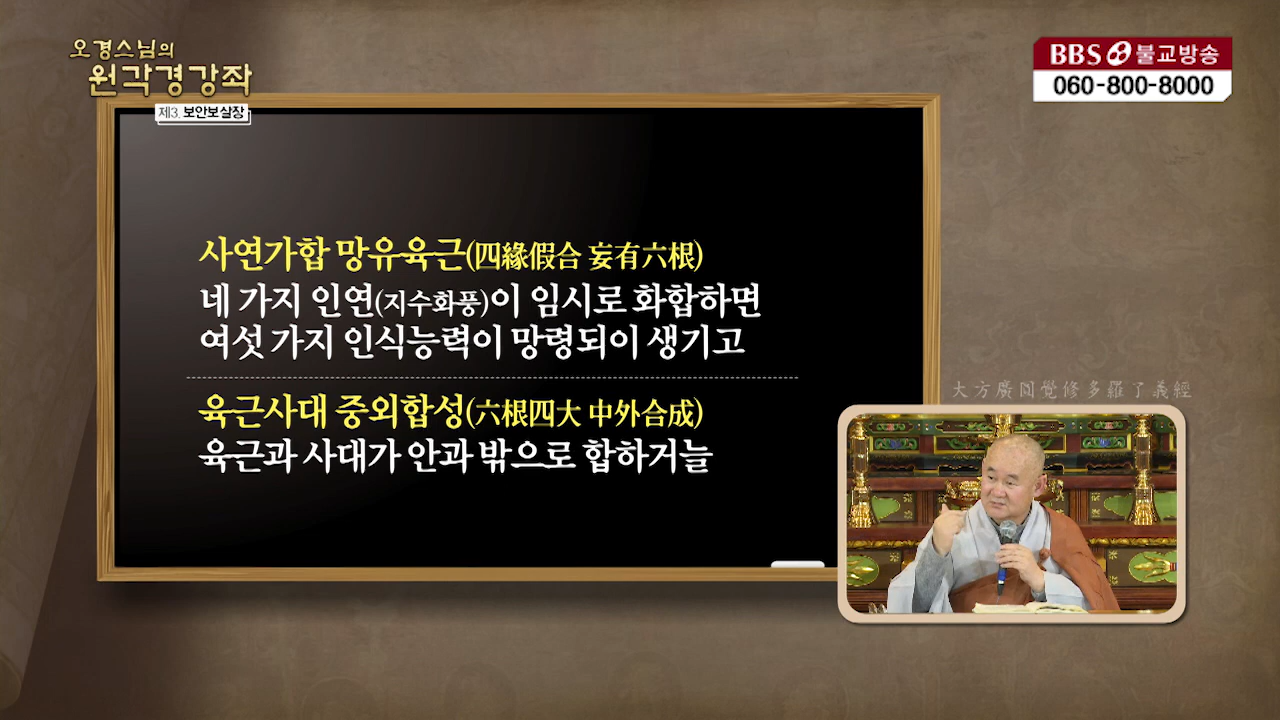 오경스님의
원각경강좌
제3. 보안보살장
BBS 불교방송
060-800-8000
사연가합 망유육근(四緣假合 妄有六根)
네 가지 인연(지수화풍)이 임시로 화합하면
여섯 가지 인식능력이 망령되이 생기고
육근사대 중외합성(六根四大 中外合成)
육근과 사대가 안과 밖으로 합하거늘
大方廣圓覺修多羅了義經